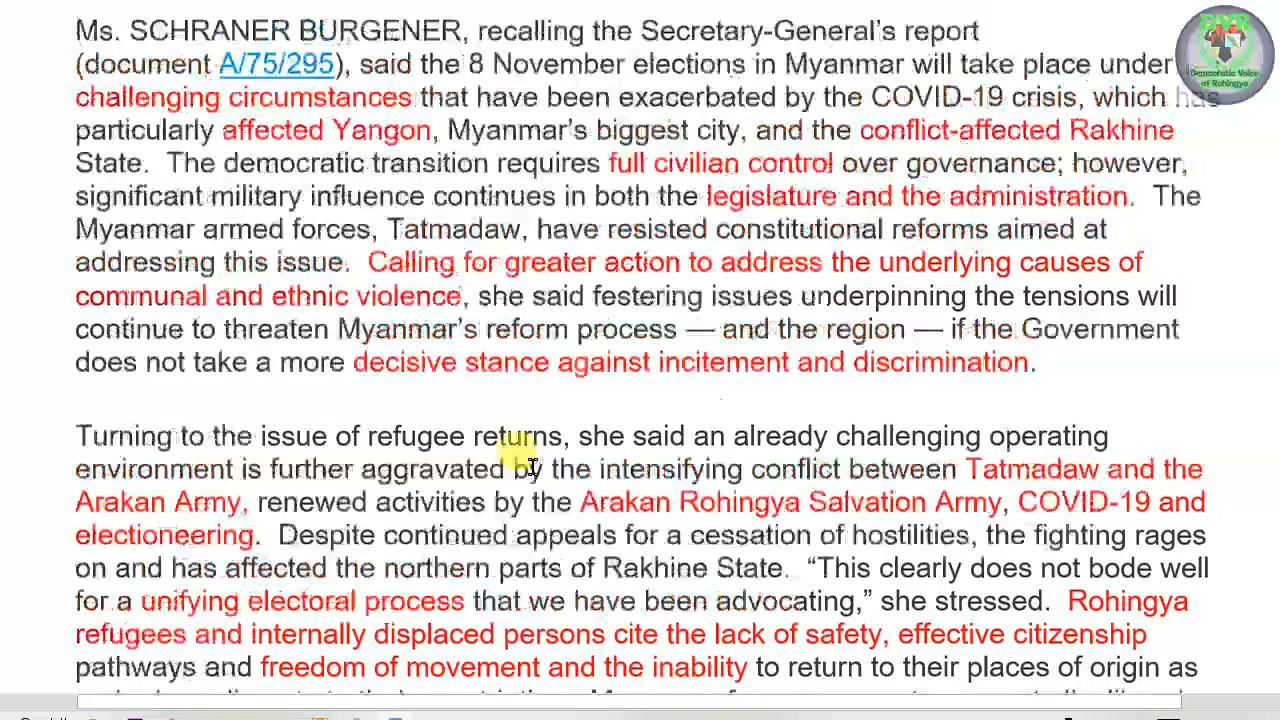 Ms. SCHRANER BURGENER, recalling the Secretary-General's report
(document A/75/295), said the 8 November elections in Myanmar will take place under
challenging circumstances that have been exacerbated by the COVID-19 crisis, which has
particularly affected Yangon, Myanmar's biggest city, and the conflict-affected Rakhine
State. The democratic transition requires full civilian control over governance; however,
significant military influence continues in both the legislature and the administration. The
Myanmar armed forces, Tatmadaw, have resisted constitutional reforms aimed at
addressing this issue. Calling for greater action to address the underlying causes of
communal and ethnic violence, she said festering issues underpinning the tensions will
continue to threaten Myanmar's reform process — and the region — if the Government
does not take a more decisive stance against incitement and discrimination.
Turning to the issue of refugee returns, she said an already challenging operating
environment is further aggravated by the intensifying conflict between Tatmadaw and the
Arakan Army, renewed activities by the Arakan Rohingya Salvation Army, COVID-19 and
electioneering. Despite continued appeals for a cessation of hostilities, the fighting rages
on and has affected the northern parts of Rakhine State. “This clearly does not bode well
for a unifying electoral process that we have been advocating,” she stressed. Rohingya
refugees and internally displaced persons cite the lack of safety, effective citizenship
pathways and freedom of movement and the inability to return to their places of origin as
DVR
Democratic Voice
of Rohingya